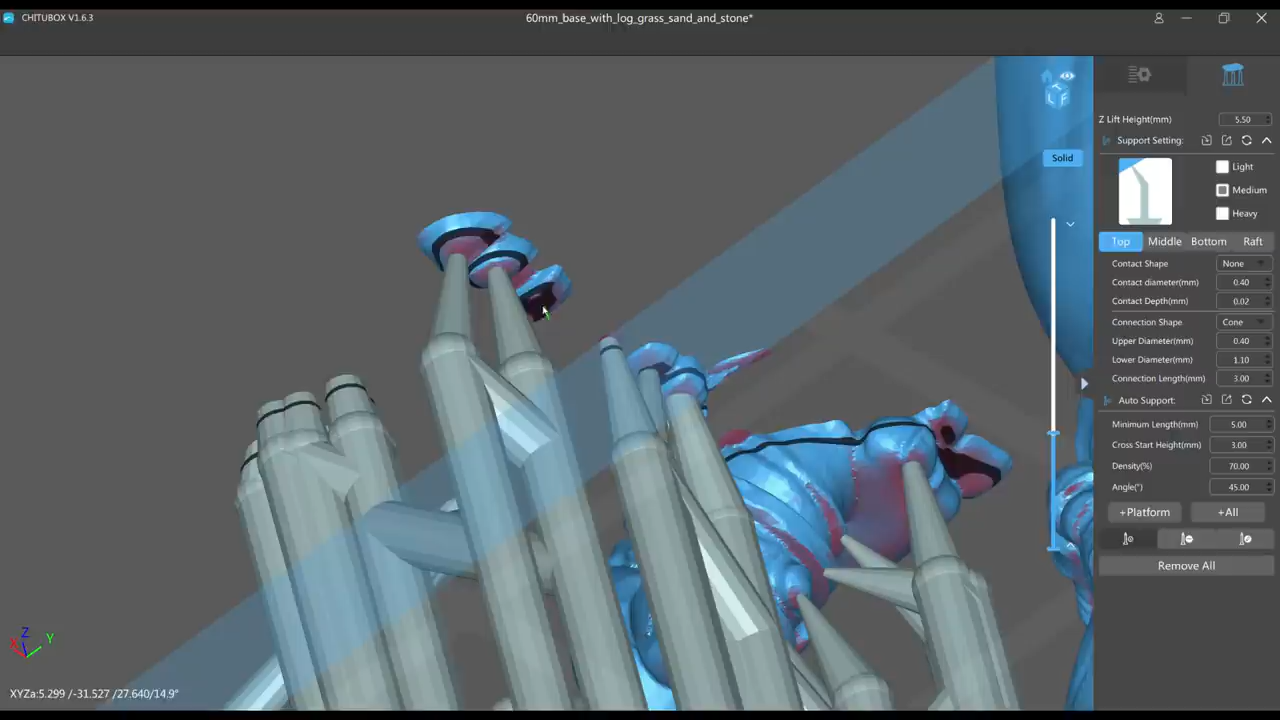 CHITUBOX V1.6.3
60mm_base_with_log_grass_sand_and_stone*
Z Lift Height(mm) 5.50
Support Setting:
Light
Medium
Heavy
Top Middle Bottom Raft
Contact Shape None
Contact diameter(mm) 0.40
Contact Depth(mm) 0.02
Connection Shape Cone
Upper Diameter(mm) 0.40
Lower Diameter(mm) 1.10
Connection Length(mm) 3.00
Auto Support:
Minimum Length(mm) 5.00
Cross Start Height(mm) 3.00
Density(%) 70.00
Angle(°) 45.00
+Platform +All
Remove All
L F
Solid
Z
X Y
XYZa:5.299 /-31.527 /27.640/14.9°